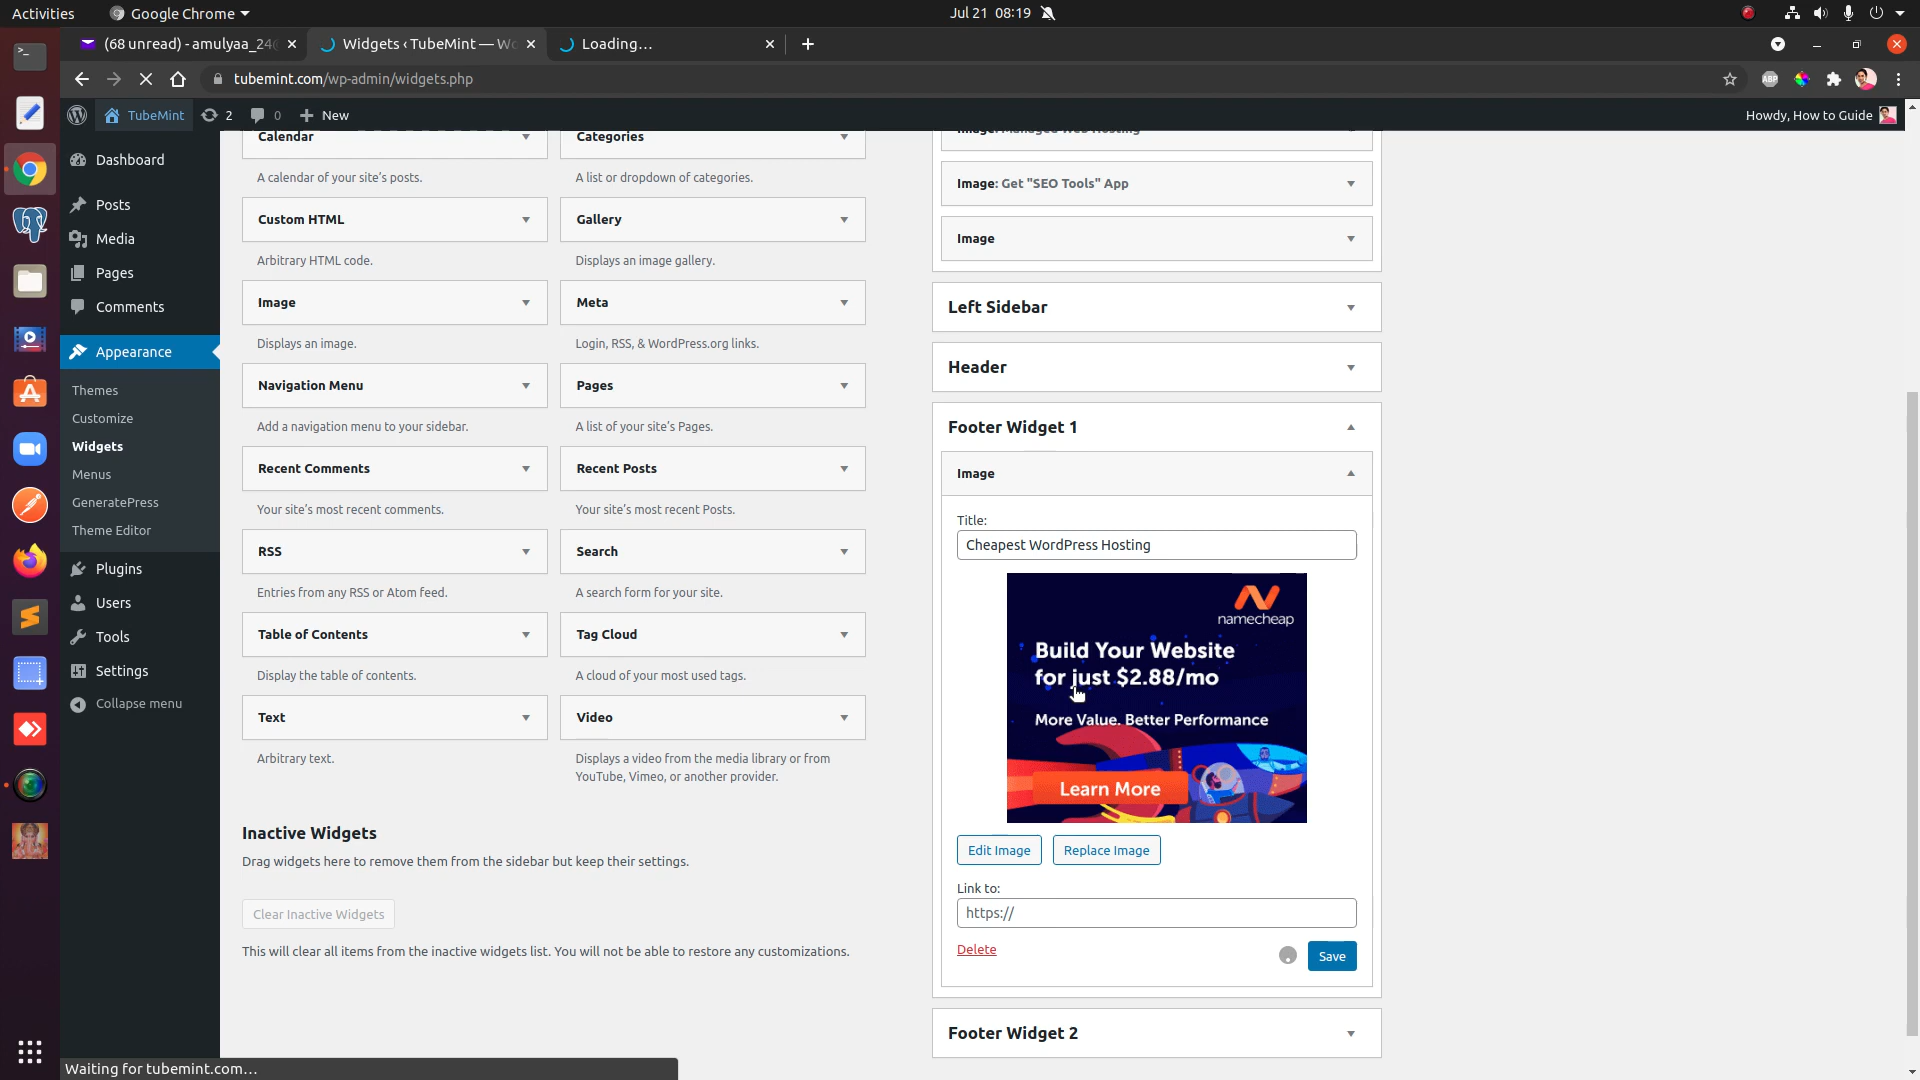 Activities
Google Chrome
Jul 21 08:19
(68 unread) - amulyaa_24
Widgets ‹ TubeMint — Wo
Loading...
tubemint.com/wp-admin/widgets.php
ABP
TubeMint
2
0
New
Howdy, How to Guide
Dashboard
Posts
Media
Pages
Comments
Appearance
Themes
Customize
Widgets
Menus
GeneratePress
Theme Editor
Plugins
Users
Tools
Settings
Collapse menu
Calendar
A calendar of your site's posts.
Categories
A list or dropdown of categories.
Custom HTML
Arbitrary HTML code.
Gallery
Displays an image gallery.
Image
Displays an image.
Meta
Login, RSS, & WordPress.org links.
Navigation Menu
Add a navigation menu to your sidebar.
Pages
A list of your site's Pages.
Recent Comments
Your site's most recent comments.
Recent Posts
Your site's most recent Posts.
RSS
Entries from any RSS or Atom feed.
Search
A search form for your site.
Table of Contents
Display the table of contents.
Tag Cloud
A cloud of your most used tags.
Text
Arbitrary text.
Video
Displays a video from the media library or from
YouTube, Vimeo, or another provider.
Inactive Widgets
Drag widgets here to remove them from the sidebar but keep their settings.
Clear Inactive Widgets
This will clear all items from the inactive widgets list. You will not be able to restore any customizations.
Image: Managed Web Hosting
Image: Get "SEO Tools" App
Image
Left Sidebar
Header
Footer Widget 1
Image
Title:
Cheapest WordPress Hosting
namecheap
Build Your Website
for just $2.88/mo
More Value. Better Performance
Learn More
Edit Image
Replace Image
Link to:
https://
Delete
Save
Footer Widget 2
Waiting for tubemint.com...